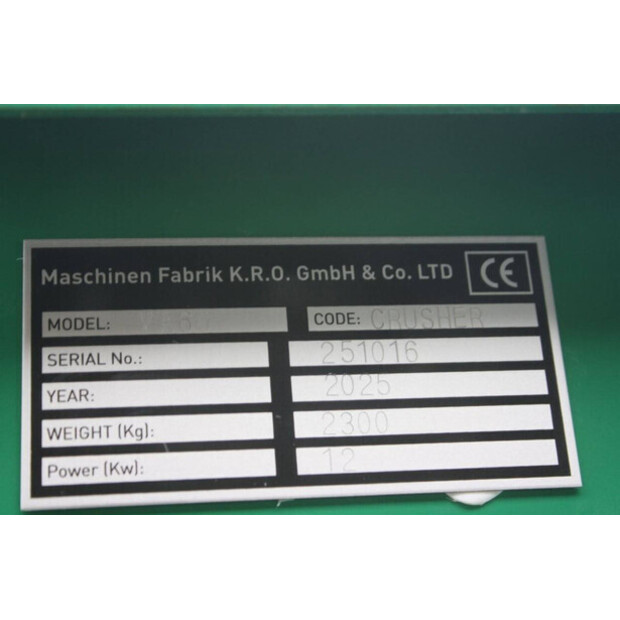 Maschinen Fabrik K.R.O. GmbH & Co. LTD CE
MODEL: CODE: CRUSHER
SERIAL No.: 251016
YEAR: 2025
WEIGHT (Kg): 2300
Power (Kw): 12